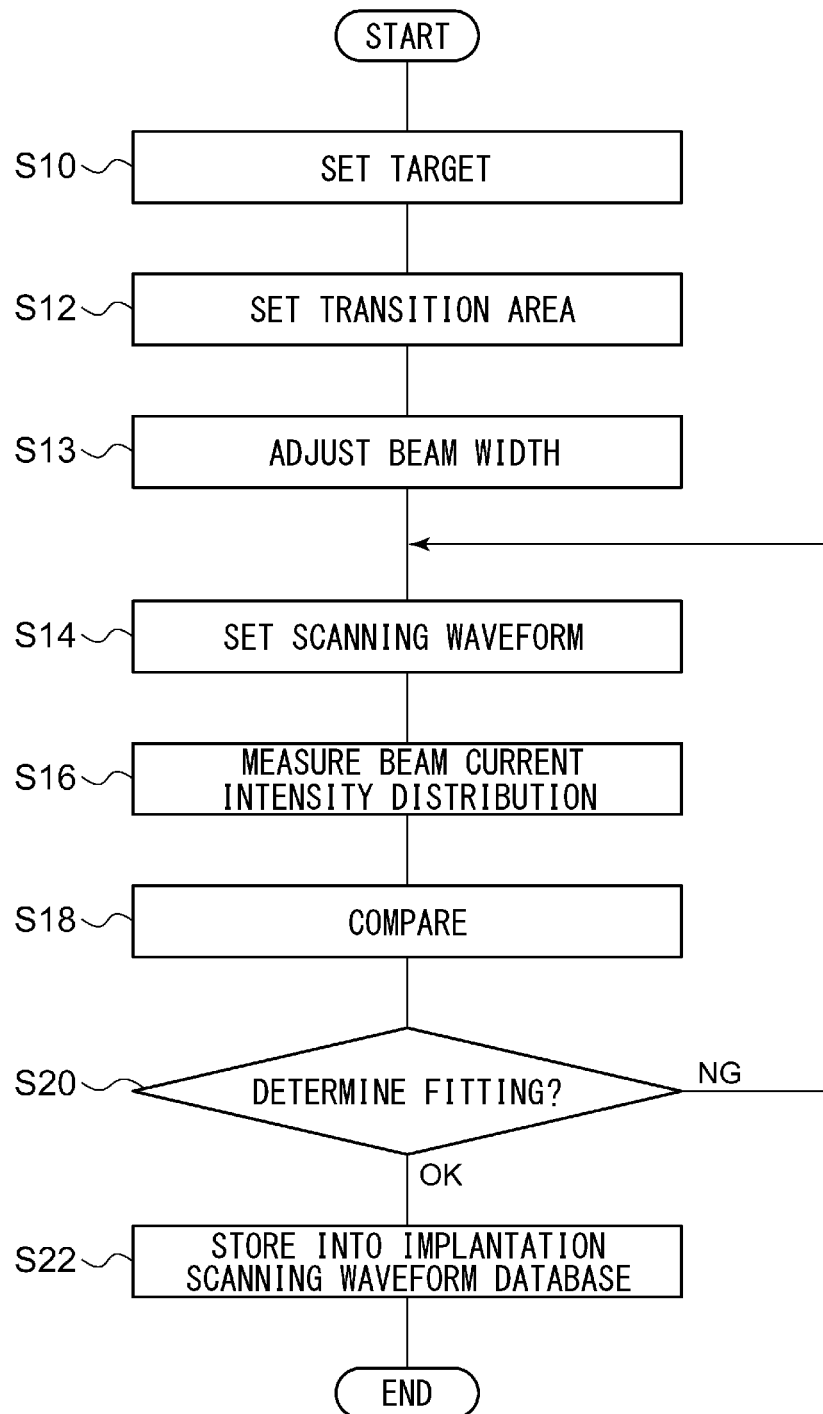 START
S10
SET TARGET
S12
SET TRANSITION AREA
S13
ADJUST BEAM WIDTH
S14
SET SCANNING WAVEFORM
S16
MEASURE BEAM CURRENT
INTENSITY DISTRIBUTION
S18
COMPARE
S20
DETERMINE FITTING?
NG
OK
S22
STORE INTO IMPLANTATION
SCANNING WAVEFORM DATABASE
END